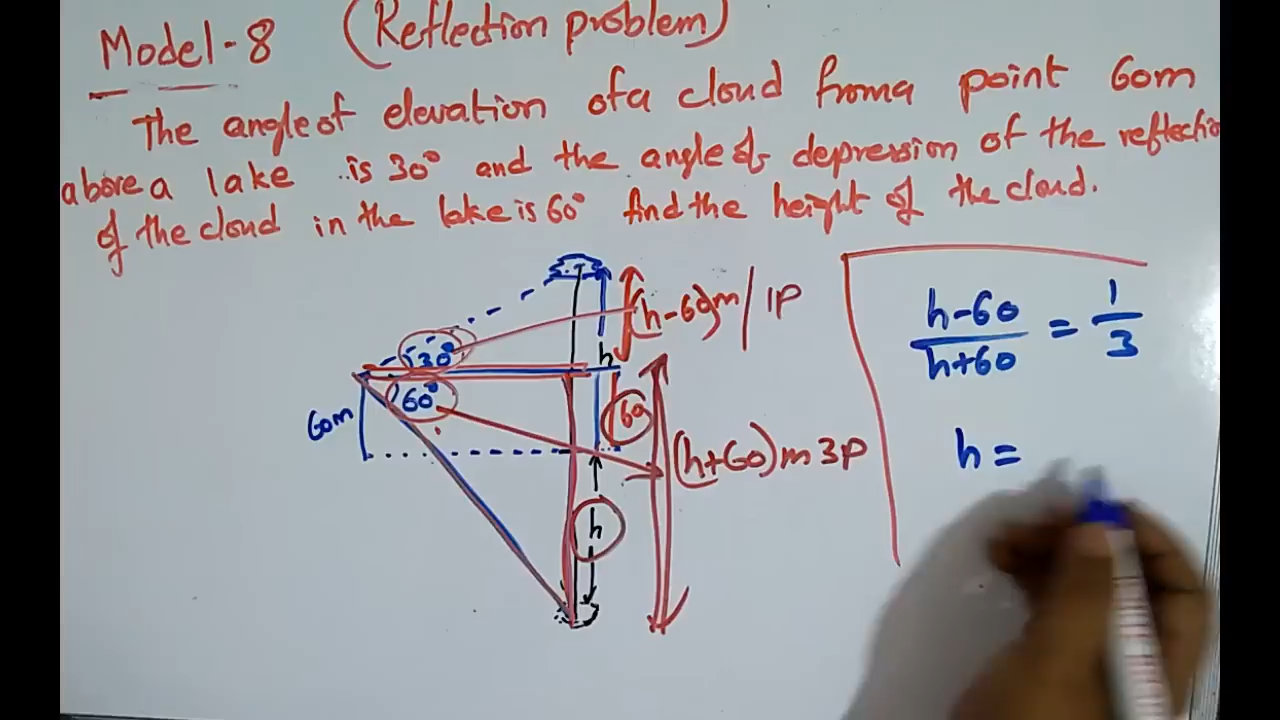 Model-8 (Reflection problem)
The angle of elevation of a cloud from a point 60m
above a lake is 30° and the angle of depression of the reflection
of the cloud in the lake is 60° find the height of the cloud.
(h-60)m / 1P
30°
h
60°
60
60m
(h+60)m 3P
h
h-60 / h+60 = 1/3
h =